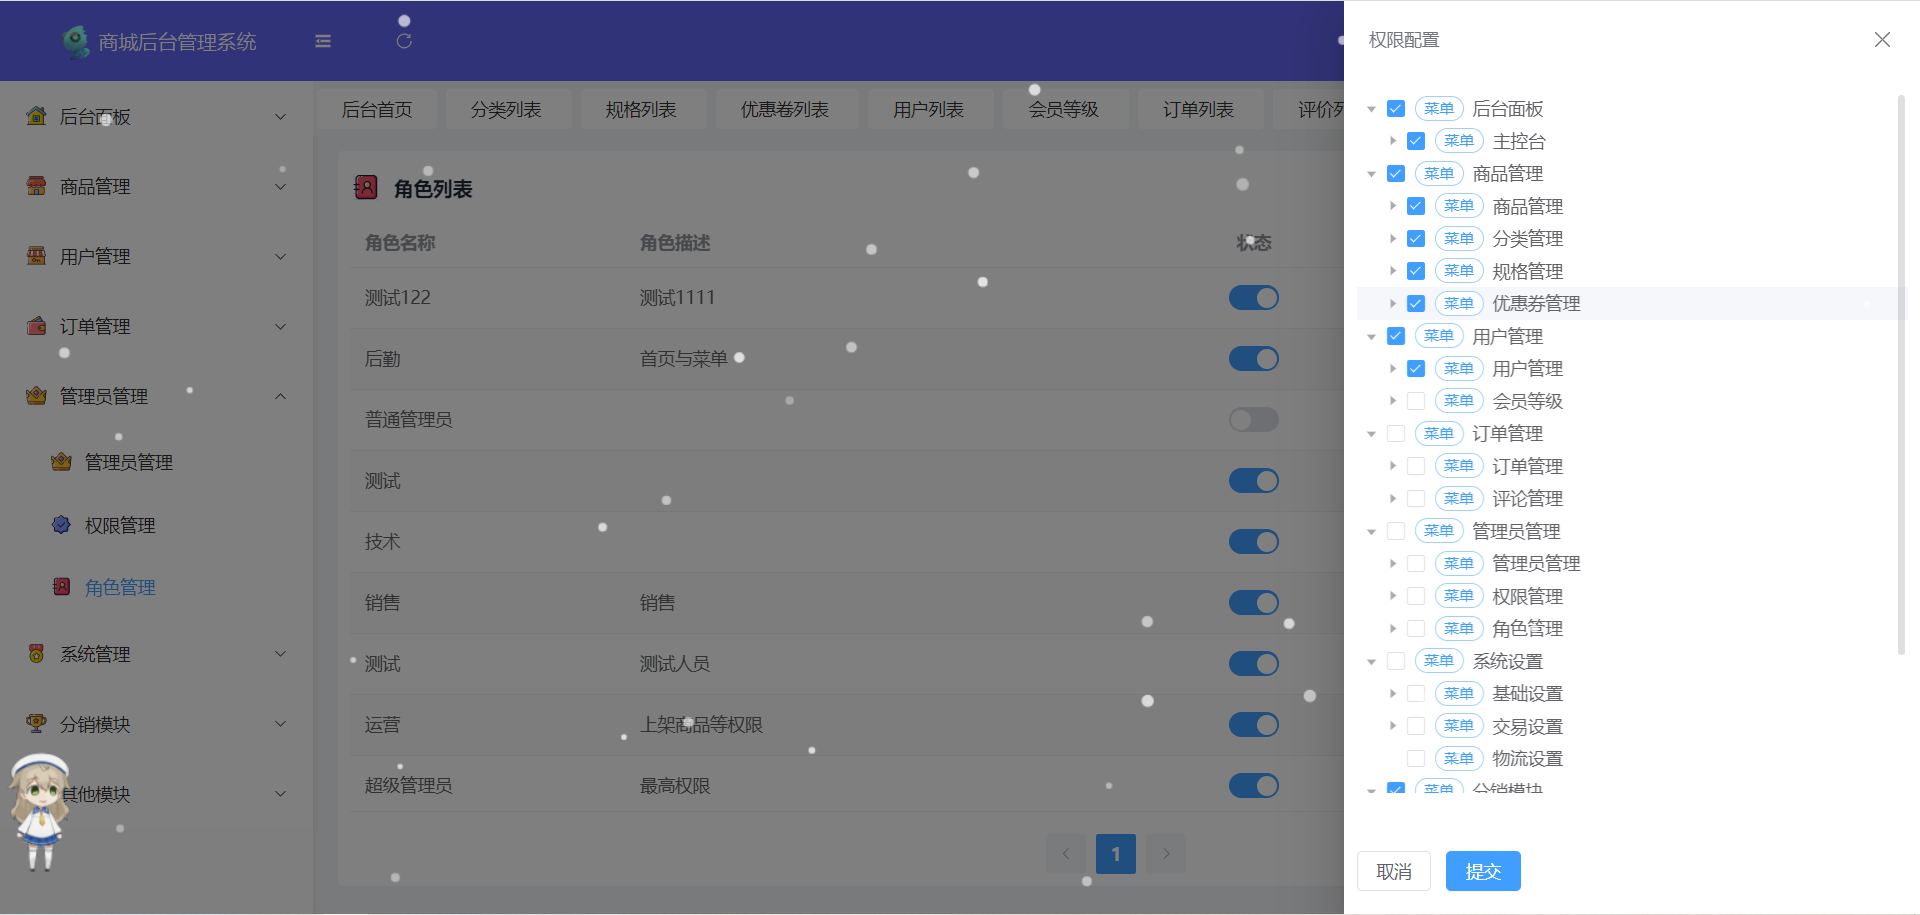 商城后台管理系统
后台面板
商品管理
用户管理
订单管理
管理员管理
管理员管理
权限管理
角色管理
系统管理
分销模块
其他模块
后台首页 分类列表 规格列表 优惠卷列表 用户列表 会员等级 订单列表 评价列
角色列表
角色名称 角色描述 状态
测试122 测试1111
后勤 首页与菜单
普通管理员
测试
技术
销售 销售
测试 测试人员
运营 上架商品等权限
超级管理员 最高权限
1
权限配置
菜单 后台面板
菜单 主控台
菜单 商品管理
菜单 商品管理
菜单 分类管理
菜单 规格管理
菜单 优惠券管理
菜单 用户管理
菜单 用户管理
菜单 会员等级
菜单 订单管理
菜单 订单管理
菜单 评论管理
菜单 管理员管理
菜单 管理员管理
菜单 权限管理
菜单 角色管理
菜单 系统设置
菜单 基础设置
菜单 交易设置
菜单 物流设置
菜单 分销模块
取消 提交